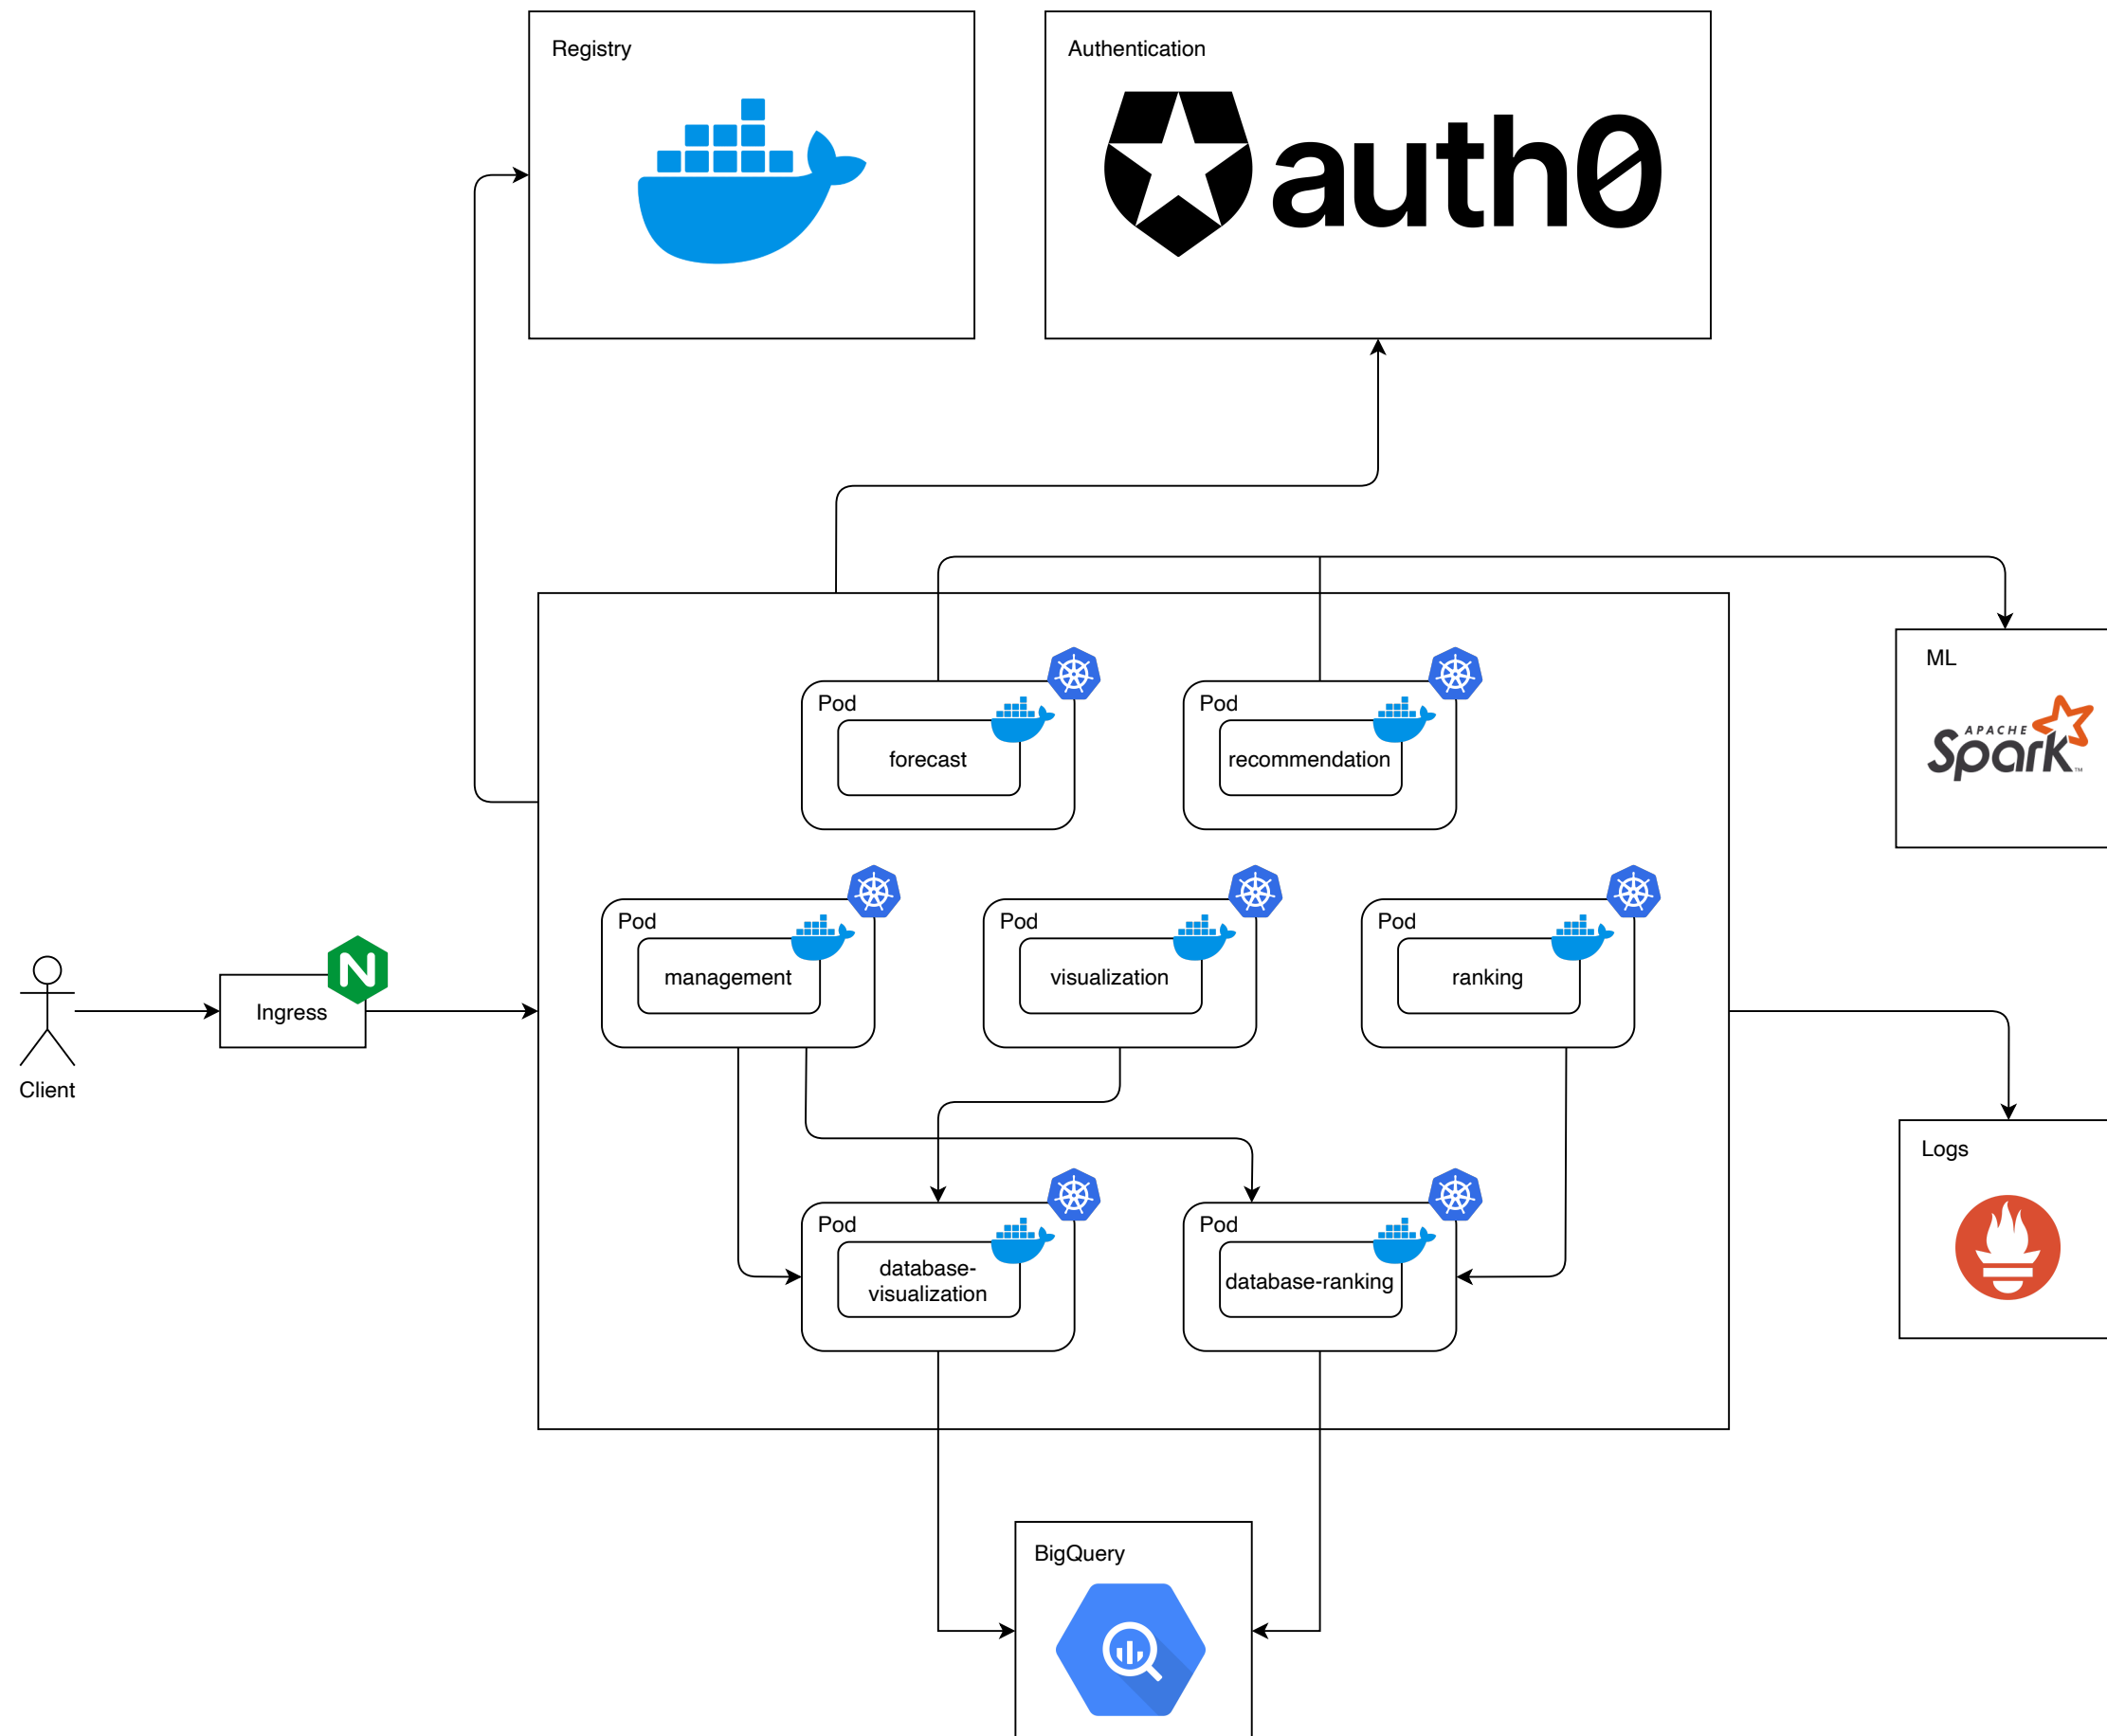 Registry
Authentication
auth0
ML
APACHE
Spark™
Pod
forecast
Pod
recommendation
Pod
management
Pod
visualization
Pod
ranking
N
Ingress
Client
Logs
Pod
database-
visualization
Pod
database-ranking
BigQuery